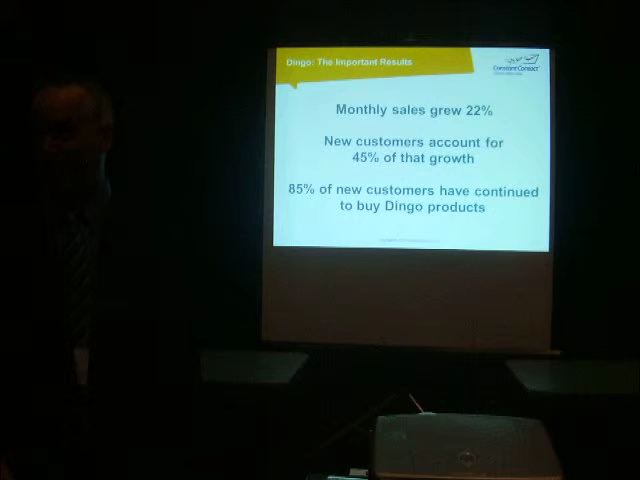 Dingo: The Important Results
Constant Contact
Monthly sales grew 22%
New customers account for
45% of that growth
85% of new customers have continued
to buy Dingo products